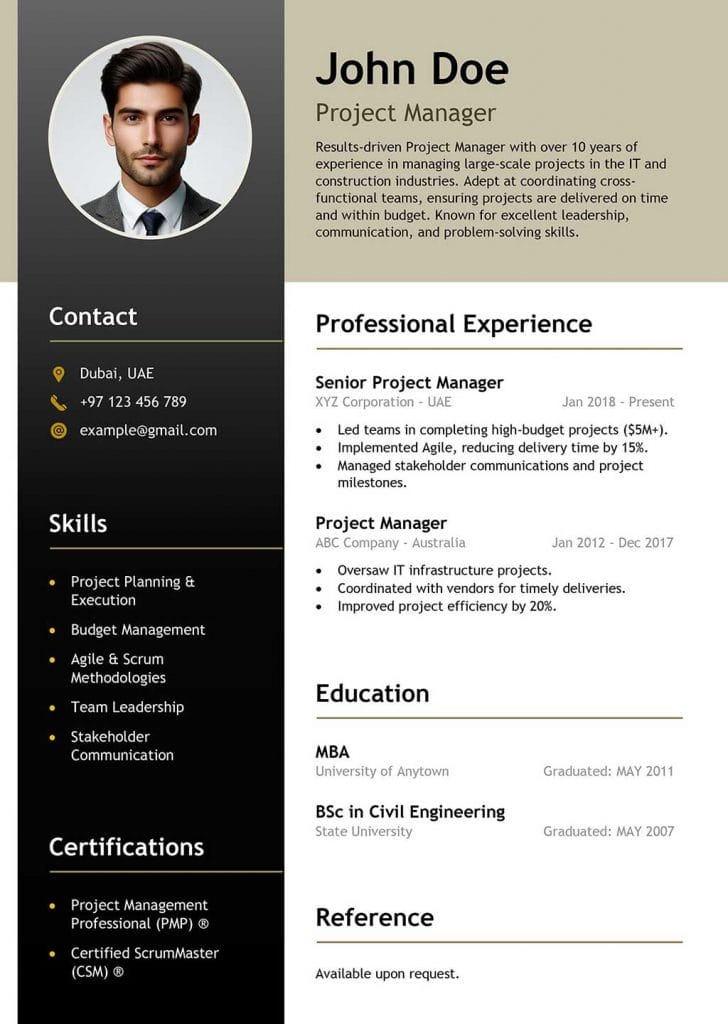 John Doe
Project Manager
Results-driven Project Manager with over 10 years of
experience in managing large-scale projects in the IT and
construction industries. Adept at coordinating cross-
functional teams, ensuring projects are delivered on time
and within budget. Known for excellent leadership,
communication, and problem-solving skills.
Contact
Dubai, UAE
+97 123 456 789
example@gmail.com
Skills
• Project Planning &
Execution
• Budget Management
• Agile & Scrum
Methodologies
• Team Leadership
• Stakeholder
Communication
Certifications
• Project Management
Professional (PMP) ®
• Certified ScrumMaster
(CSM) ®
Professional Experience
Senior Project Manager
XYZ Corporation - UAE Jan 2018 - Present
• Led teams in completing high-budget projects ($5M+).
• Implemented Agile, reducing delivery time by 15%.
• Managed stakeholder communications and project
milestones.
Project Manager
ABC Company - Australia Jan 2012 - Dec 2017
• Oversaw IT infrastructure projects.
• Coordinated with vendors for timely deliveries.
• Improved project efficiency by 20%.
Education
MBA
University of Anytown Graduated: MAY 2011
BSc in Civil Engineering
State University Graduated: MAY 2007
Reference
Available upon request.